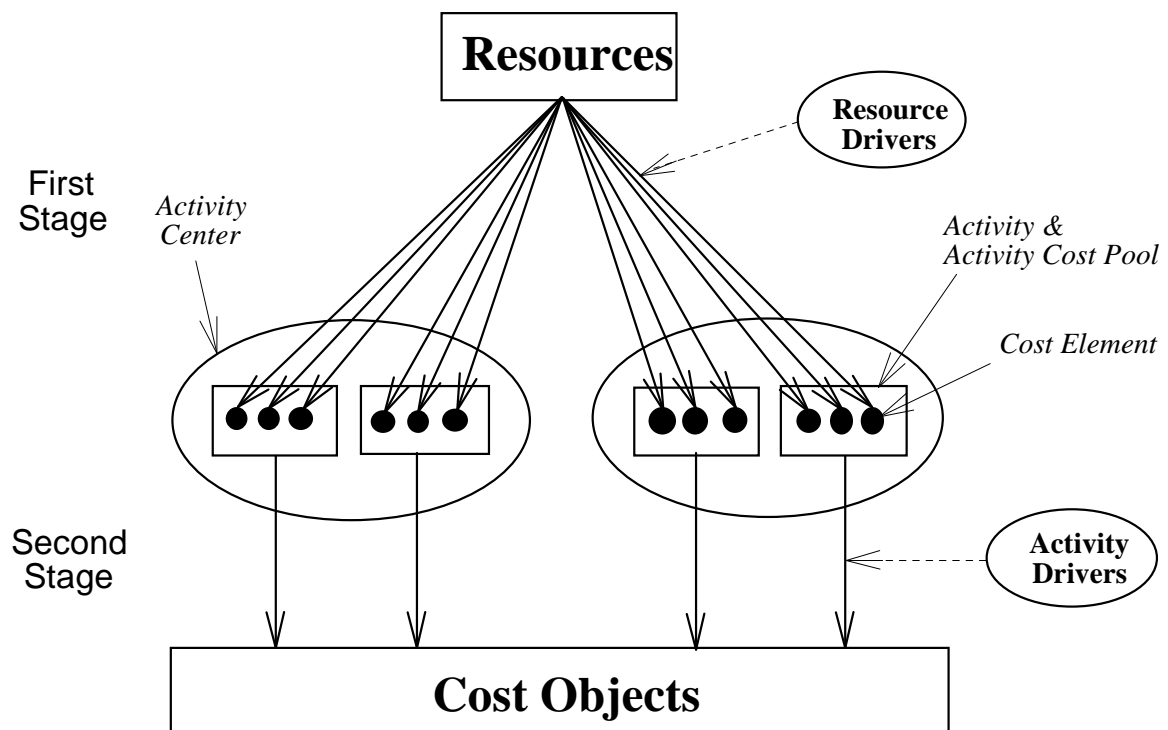 Resources
Resource
Drivers
First
Stage
Activity
Center
Activity &
Activity Cost Pool
Cost Element
Second
Stage
Activity
Drivers
Cost Objects